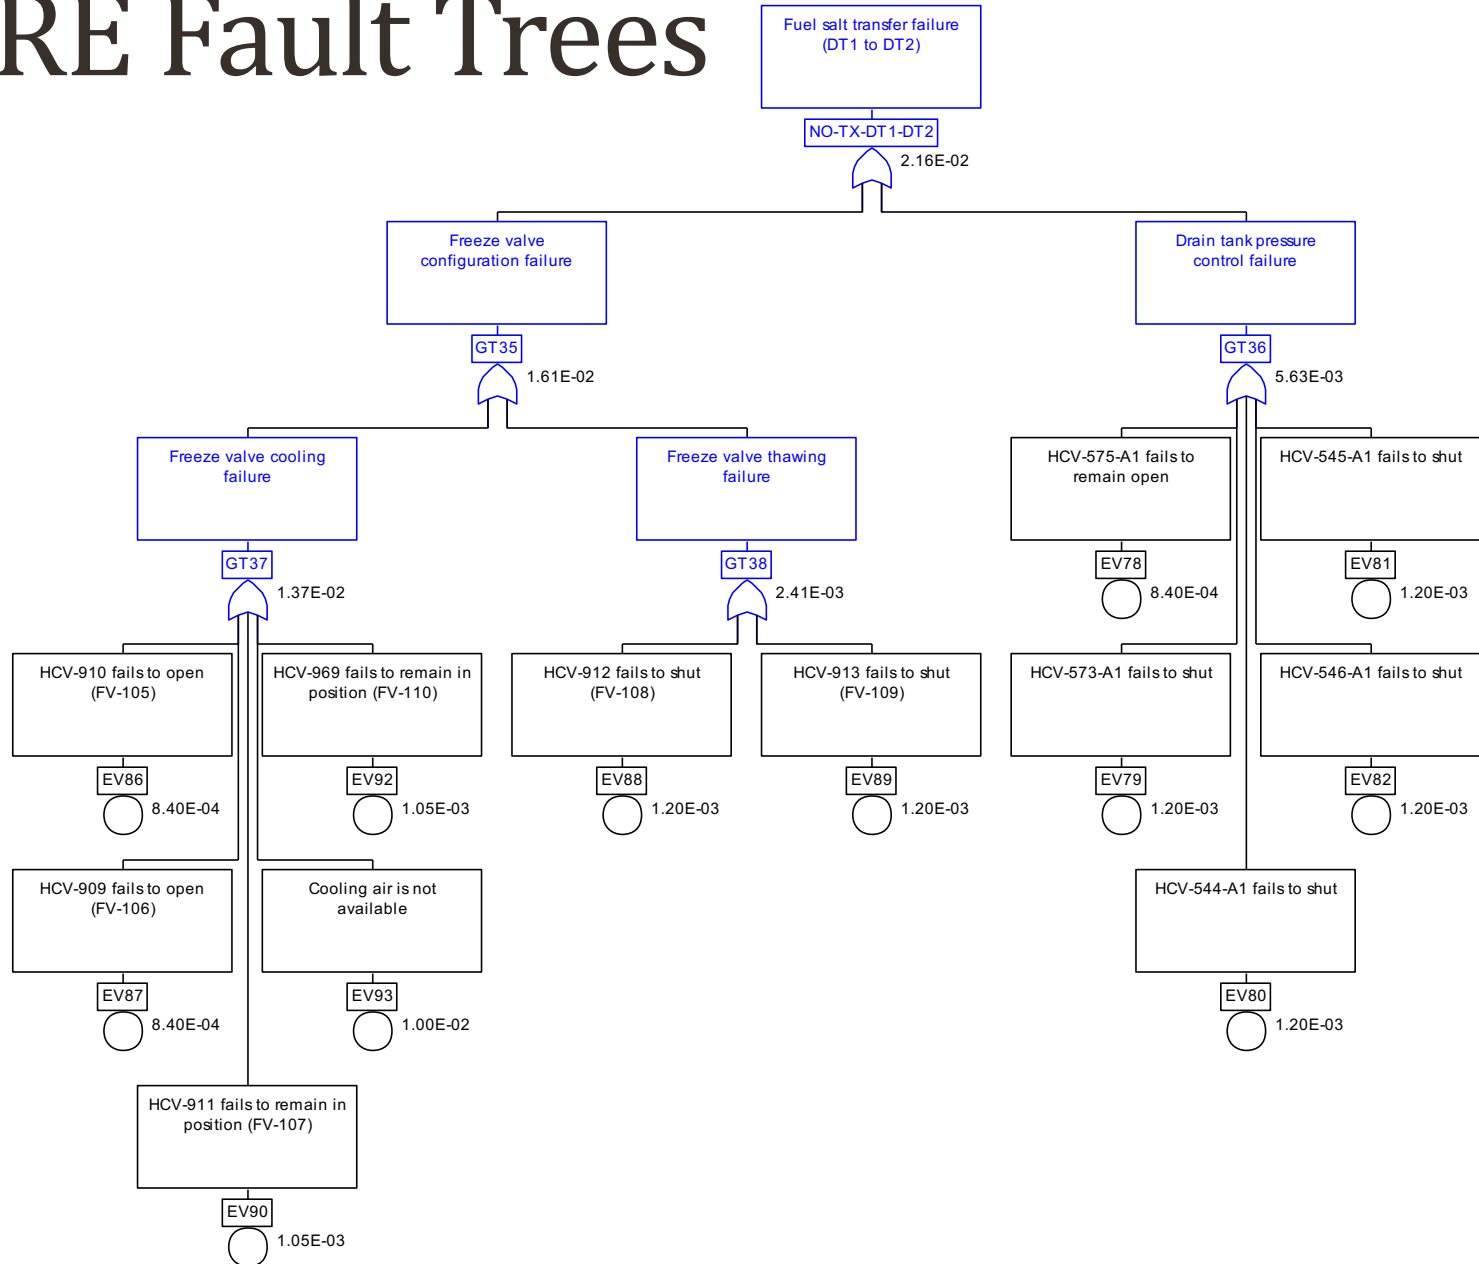 RE Fault Trees
Fuel salt transfer failure
(DT1 to DT2)
NO-TX-DT1-DT2
2.16E-02
Freeze valve
configuration failure
GT35
1.61E-02
Drain tank pressure
control failure
GT36
5.63E-03
Freeze valve cooling
failure
GT37
1.37E-02
Freeze valve thawing
failure
GT38
2.41E-03
HCV-575-A1 fails to
remain open
EV78
8.40E-04
HCV-545-A1 fails to shut
EV81
1.20E-03
HCV-910 fails to open
(FV-105)
EV86
8.40E-04
HCV-969 fails to remain in
position (FV-110)
EV92
1.05E-03
HCV-912 fails to shut
(FV-108)
EV88
1.20E-03
HCV-913 fails to shut
(FV-109)
EV89
1.20E-03
HCV-573-A1 fails to shut
EV79
1.20E-03
HCV-546-A1 fails to shut
EV82
1.20E-03
HCV-909 fails to open
(FV-106)
EV87
8.40E-04
Cooling air is not
available
EV93
1.00E-02
HCV-544-A1 fails to shut
EV80
1.20E-03
HCV-911 fails to remain in
position (FV-107)
EV90
1.05E-03